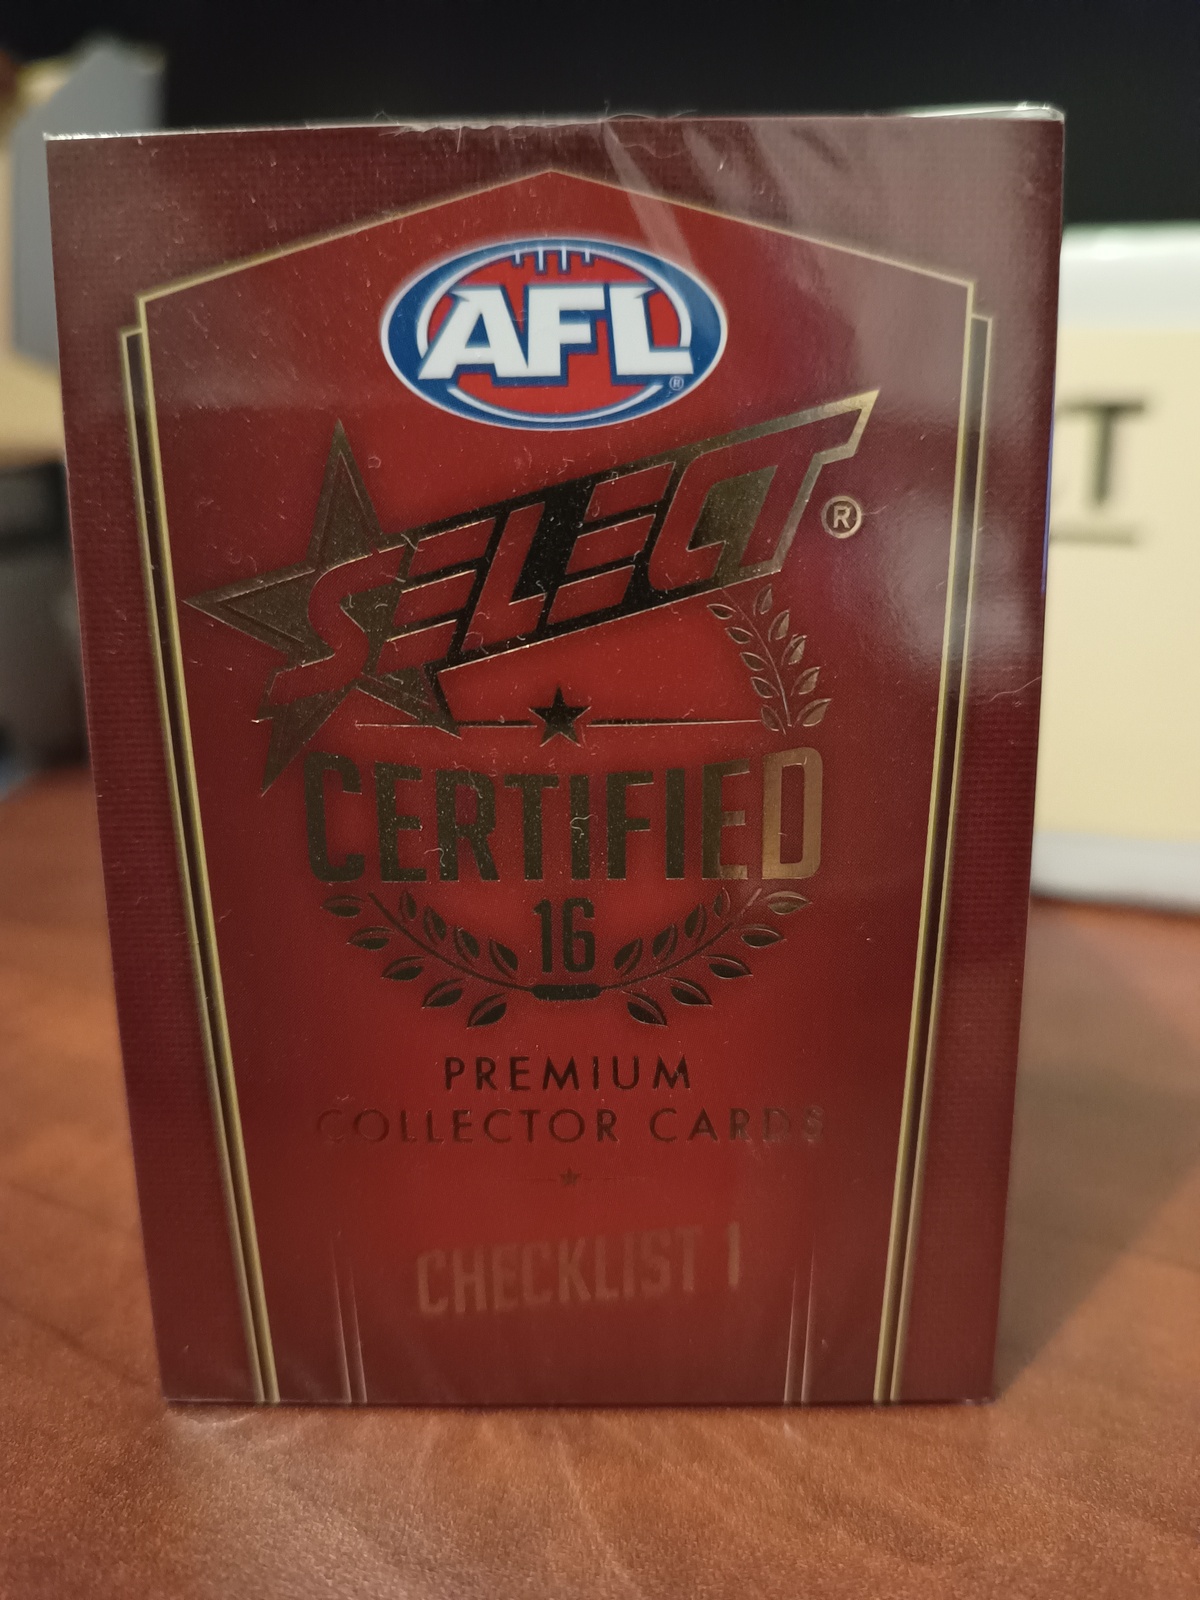 AFL ®
SELECT ®
CERTIFIED
16
PREMIUM
COLLECTOR CARDS
CHECKLIST 1